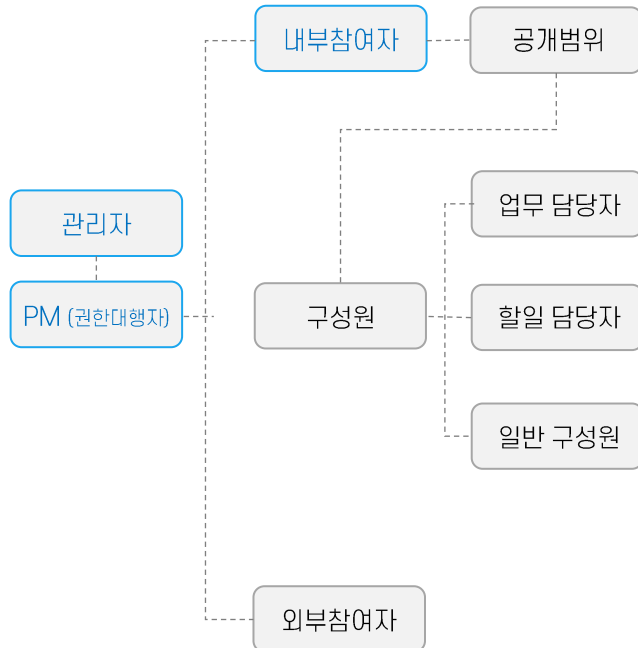 내부참여자
공개범위
관리자
PM (권한대행자)
업무 담당자
구성원
할일 담당자
일반 구성원
외부참여자